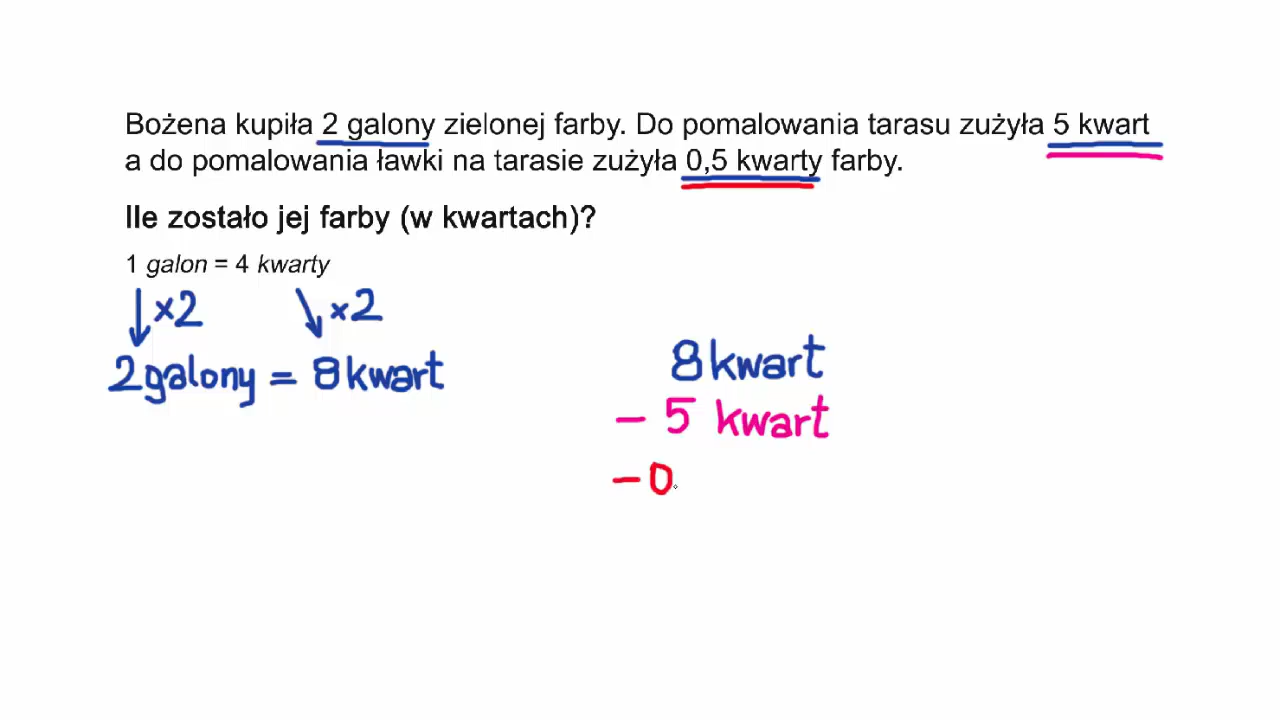 Bożena kupiła 2 galony zielonej farby. Do pomalowania tarasu zużyła 5 kwart
a do pomalowania ławki na tarasie zużyła 0,5 kwarty farby.
Ile zostało jej farby (w kwartach)?
1 galon = 4 kwarty
↓×2 ↘×2
2galony = 8kwart
8kwart
- 5 kwart
- 0